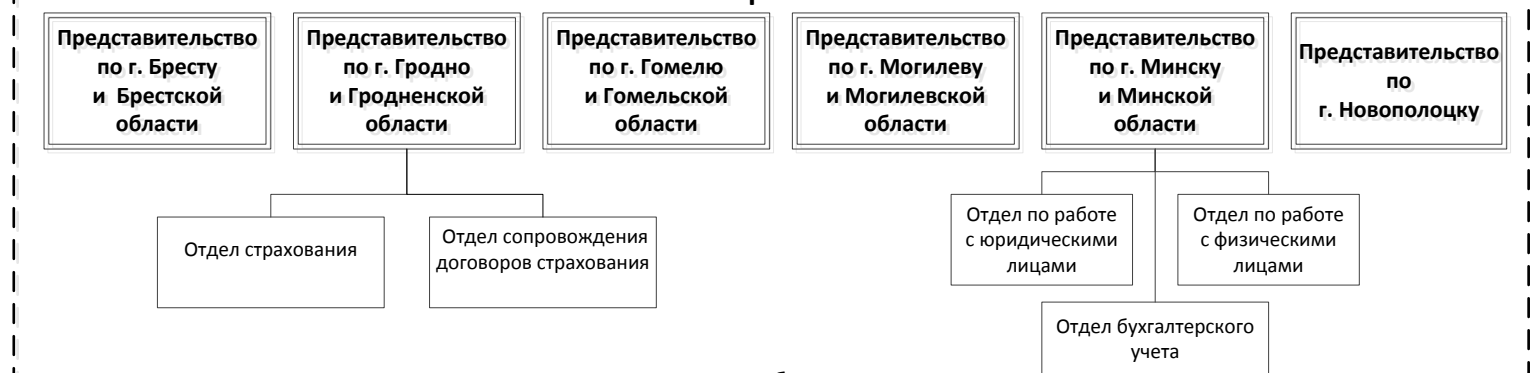 Представительство
по г. Бресту
и Брестской
области
Представительство
по г. Гродно
и Гродненской
области
Представительство
по г. Гомелю
и Гомельской
области
Представительство
по г. Могилеву
и Могилевской
области
Представительство
по г. Минску
и Минской
области
Представительство
по
г. Новополоцку
Отдел страхования
Отдел сопровождения
договоров страхования
Отдел по работе
с юридическими
лицами
Отдел по работе
с физическими
лицами
Отдел бухгалтерского
учета